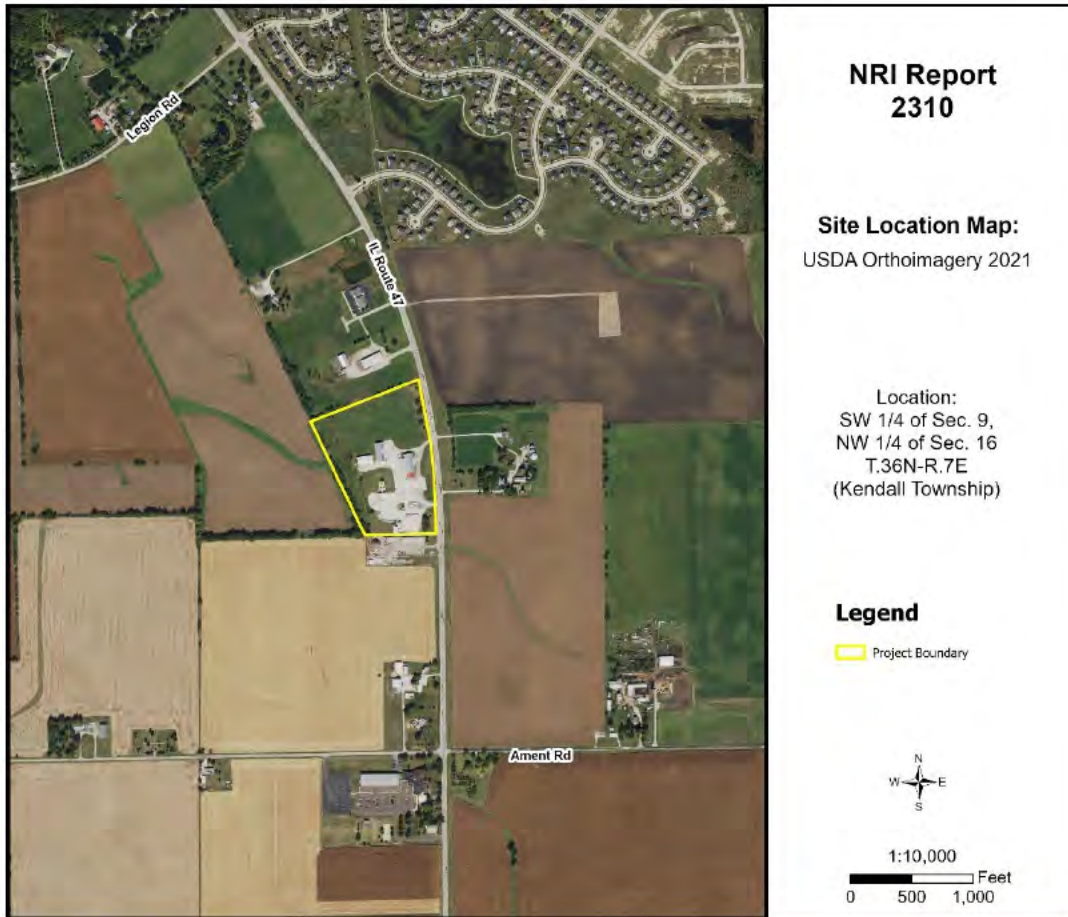 Legion Rd
IL Route 47
Ament Rd
NRI Report
2310
Site Location Map:
USDA Orthoimagery 2021
Location:
SW 1/4 of Sec. 9,
NW 1/4 of Sec. 16
T.36N-R.7E
(Kendall Township)
Legend
Project Boundary
N
W E
S
1:10,000
Feet
0 500 1,000